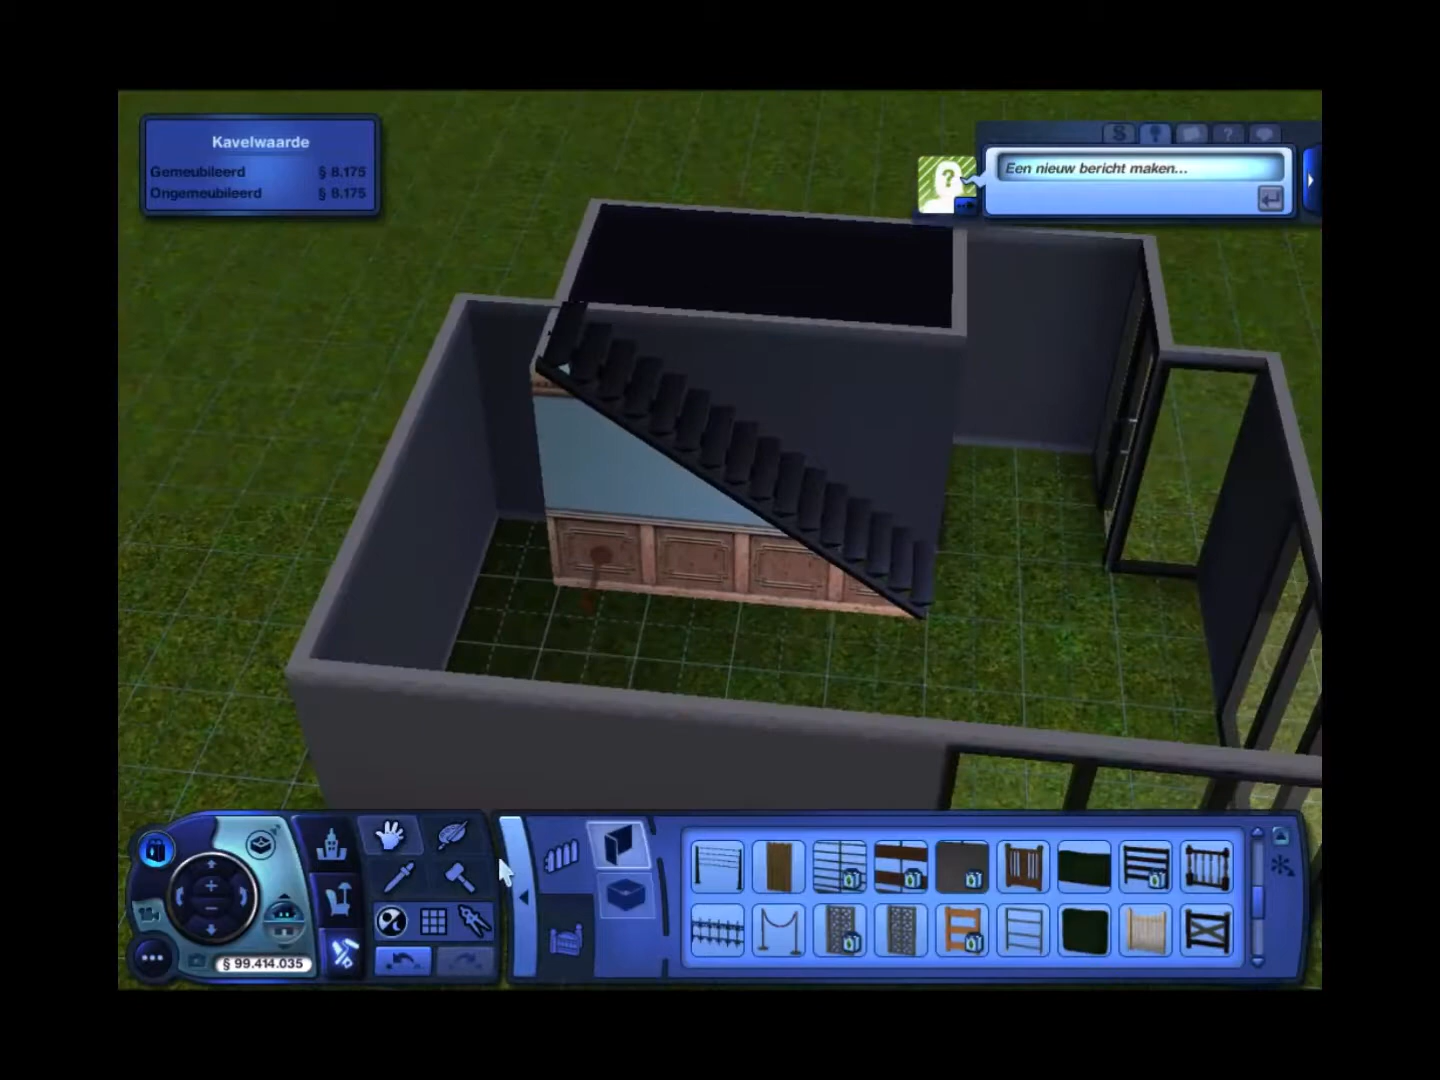 Kavelwaarde
Gemeubileerd § 8.175
Ongemeubileerd § 8.175
Een nieuw bericht maken...
§ 99.414.035